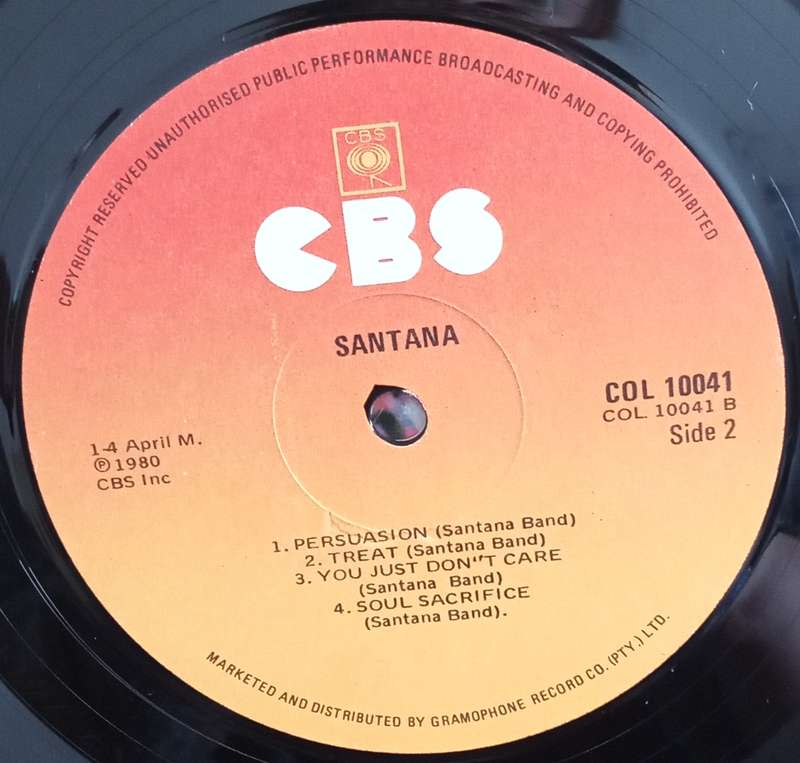 COPYRIGHT RESERVED-UNAUTHORISED PUBLIC PERFORMANCE BROADCASTING AND COPYING PROHIBITED
CBS
CBS
SANTANA
COL 10041
COL 10041 B
Side 2
1-4 April M.
Ⓟ1980
CBS Inc
1. PERSUASION (Santana Band)
2. TREAT (Santana Band)
3. YOU JUST DON"T CARE
(Santana Band)
4. SOUL SACRIFICE
(Santana Band).
MARKETED AND DISTRIBUTED BY GRAMOPHONE RECORD CO. (PTY.) LTD.